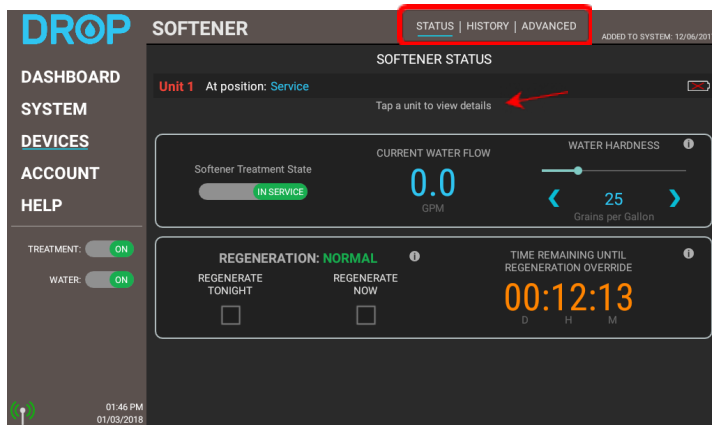 DROP
SOFTENER
STATUS | HISTORY | ADVANCED
ADDED TO SYSTEM: 12/06/201
DASHBOARD
SYSTEM
DEVICES
ACCOUNT
HELP
TREATMENT: ON
WATER: ON
01:46 PM
01/03/2018
SOFTENER STATUS
Unit 1 At position: Service
Tap a unit to view details
Softener Treatment State
IN SERVICE
CURRENT WATER FLOW
0.0
GPM
WATER HARDNESS
25
Grains per Gallon
REGENERATION: NORMAL
REGENERATE
TONIGHT
REGENERATE
NOW
TIME REMAINING UNTIL
REGENERATION OVERRIDE
00:12:13
D H M